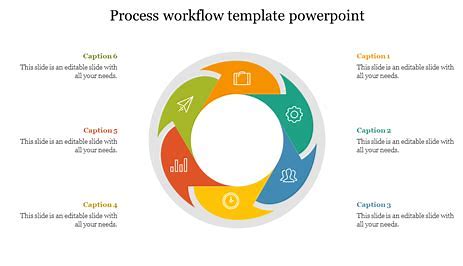 Process workflow template powerpoint
Caption 6
This slide is an editable slide with
all your needs.
Caption 1
This slide is an editable slide with
all your needs.
Caption 5
This slide is an editable slide with
all your needs.
Caption 2
This slide is an editable slide with
all your needs.
Caption 4
This slide is an editable slide with
all your needs.
Caption 3
This slide is an editable slide with
all your needs.